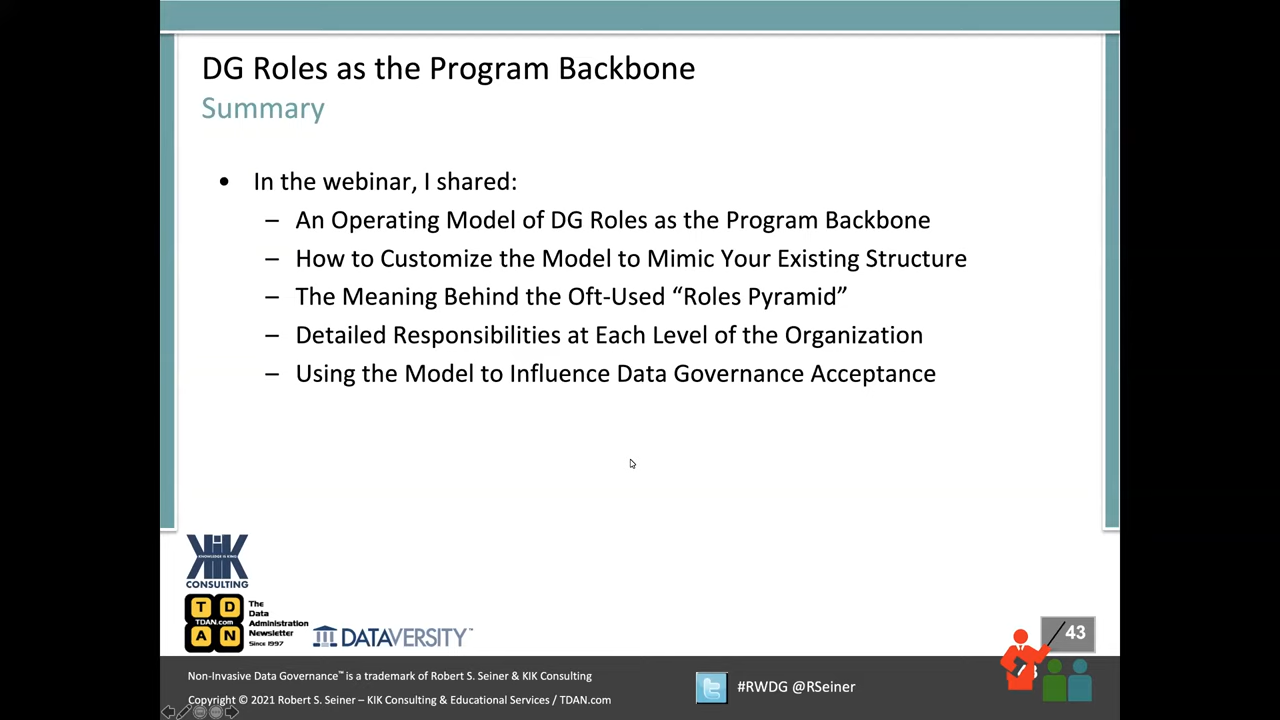 DG Roles as the Program Backbone
Summary
• In the webinar, I shared:
– An Operating Model of DG Roles as the Program Backbone
– How to Customize the Model to Mimic Your Existing Structure
– The Meaning Behind the Oft-Used “Roles Pyramid”
– Detailed Responsibilities at Each Level of the Organization
– Using the Model to Influence Data Governance Acceptance
KIK
KNOWLEDGE IS KING
CONSULTING
T D
TDAN.com
A N
The
Data
Administration
Newsletter
Since 1997
DATAVERSITY™
43
Non-Invasive Data Governance™ is a trademark of Robert S. Seiner & KIK Consulting
Copyright © 2021 Robert S. Seiner – KIK Consulting & Educational Services / TDAN.com
#RWDG @RSeiner